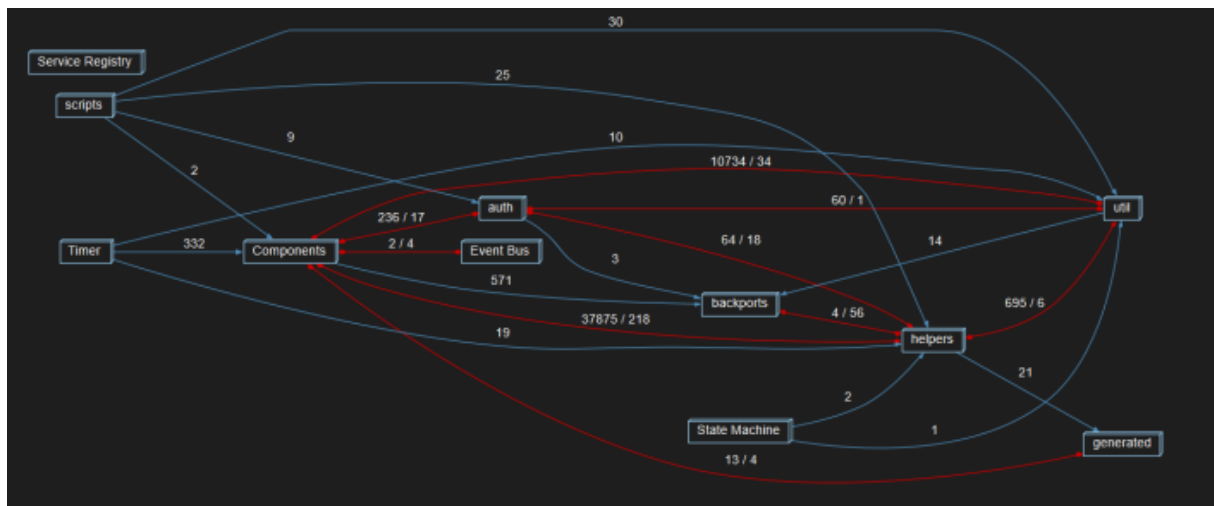 30
Service Registry
25
scripts
9
10
10734 / 34
2
auth
60 / 1
util
236 / 17
64 / 18
Timer
332
Components
2 / 4
Event Bus
14
3
571
backports
695 / 6
4 / 56
37875 / 218
19
helpers
21
2
State Machine
1
generated
13 / 4